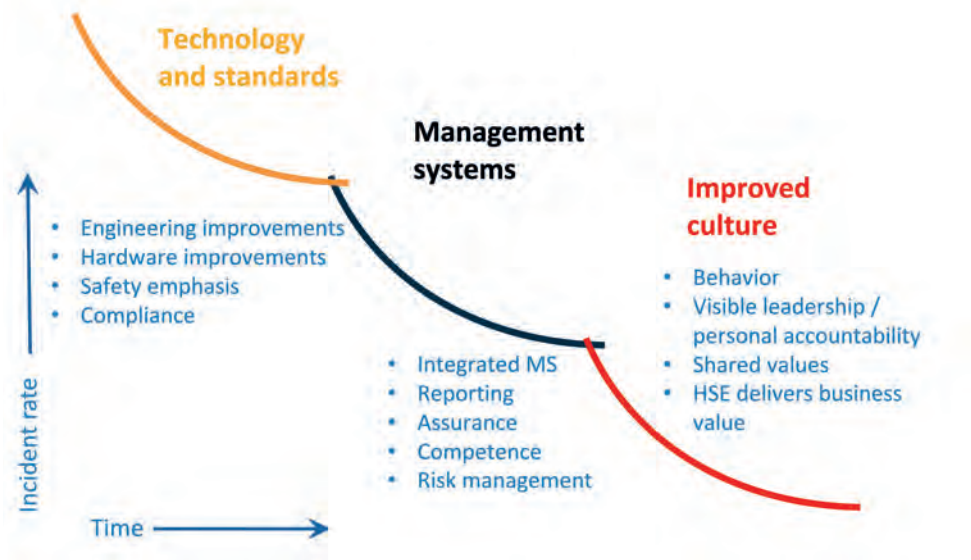 Technology
and standards
• Engineering improvements
• Hardware improvements
• Safety emphasis
• Compliance
Management
systems
• Integrated MS
• Reporting
• Assurance
• Competence
• Risk management
Improved
culture
• Behavior
• Visible leadership /
personal accountability
• Shared values
• HSE delivers business
value
Incident rate
Time